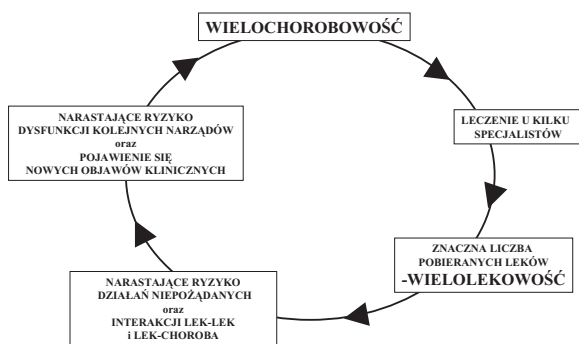 WIELOCHOROBOWOŚĆ
LECZENIE U KILKU
SPECJALISTÓW
ZNACZNA LICZBA
POBIERANYCH LEKÓW
-WIELOLEKOWOŚĆ
NARASTAJĄCE RYZYKO
DZIAŁAŃ NIEPOŻĄDANYCH
oraz
INTERAKCJI LEK-LEK
i LEK-CHOROBA
NARASTAJĄCE RYZYKO
DYSFUNKCJI KOLEJNYCH NARZĄDÓW
oraz
POJAWIENIE SIĘ
NOWYCH OBJAWÓW KLINICZNYCH